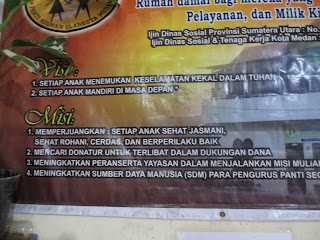 PANTI ASUHAN CLANEPITA
Rumah damai bagi mereka yang
Pelayanan, dan Milik Ki
Ijin Dinas Sosial Provinsi Sumatera Utara : No.
Ijin Dinas Sosial & Tenaga Kerja Kota Medan :
Visi :
1. SETIAP ANAK MENEMUKAN KESELAMATAN KEKAL DALAM TUHAN
2. SETIAP ANAK MANDIRI DI MASA DEPAN."
Misi:
1. MEMPERJUANGKAN : SETIAP ANAK SEHAT JASMANI,
SEHAT ROHANI, CERDAS, DAN BERPERILAKU BAIK
2. MENCARI DONATUR UNTUK TERLIBAT DALAM DUKUNGAN DANA
3. MENINGKATKAN PERANSERTA YAYASAN DALAM MENJALANKAN MISI MULIA
4. MENINGKATKAN SUMBER DAYA MANUSIA (SDM) PARA PENGURUS PANTI SEC